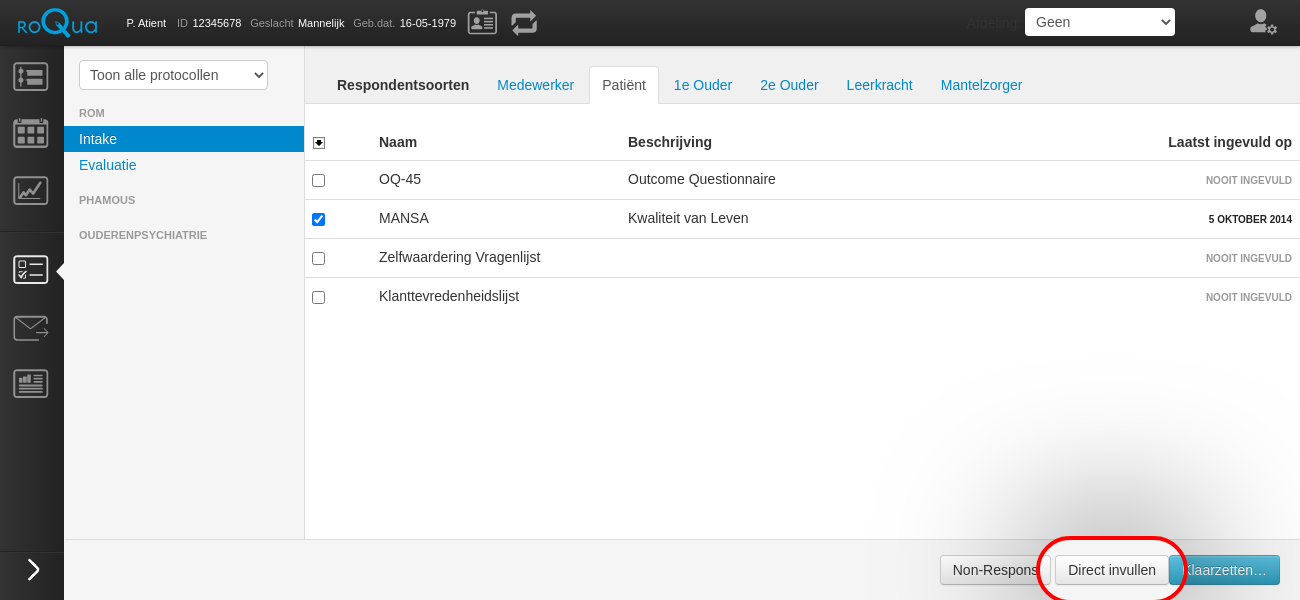 ROQUA P. Atient ID 12345678 Geslacht Mannelijk Geb.dat. 16-05-1979 Afdeling Geen
Toon alle protocollen
ROM
Intake
Evaluatie
PHAMOUS
OUDERENPSYCHIATRIE
Respondentsoorten Medewerker Patiënt 1e Ouder 2e Ouder Leerkracht Mantelzorger
Naam Beschrijving Laatst ingevuld op
OQ-45 Outcome Questionnaire NOOIT INGEVULD
MANSA Kwaliteit van Leven 5 OKTOBER 2014
Zelfwaardering Vragenlijst NOOIT INGEVULD
Klanttevredenheidslijst NOOIT INGEVULD
Non-Respons Direct invullen Klaarzetten…